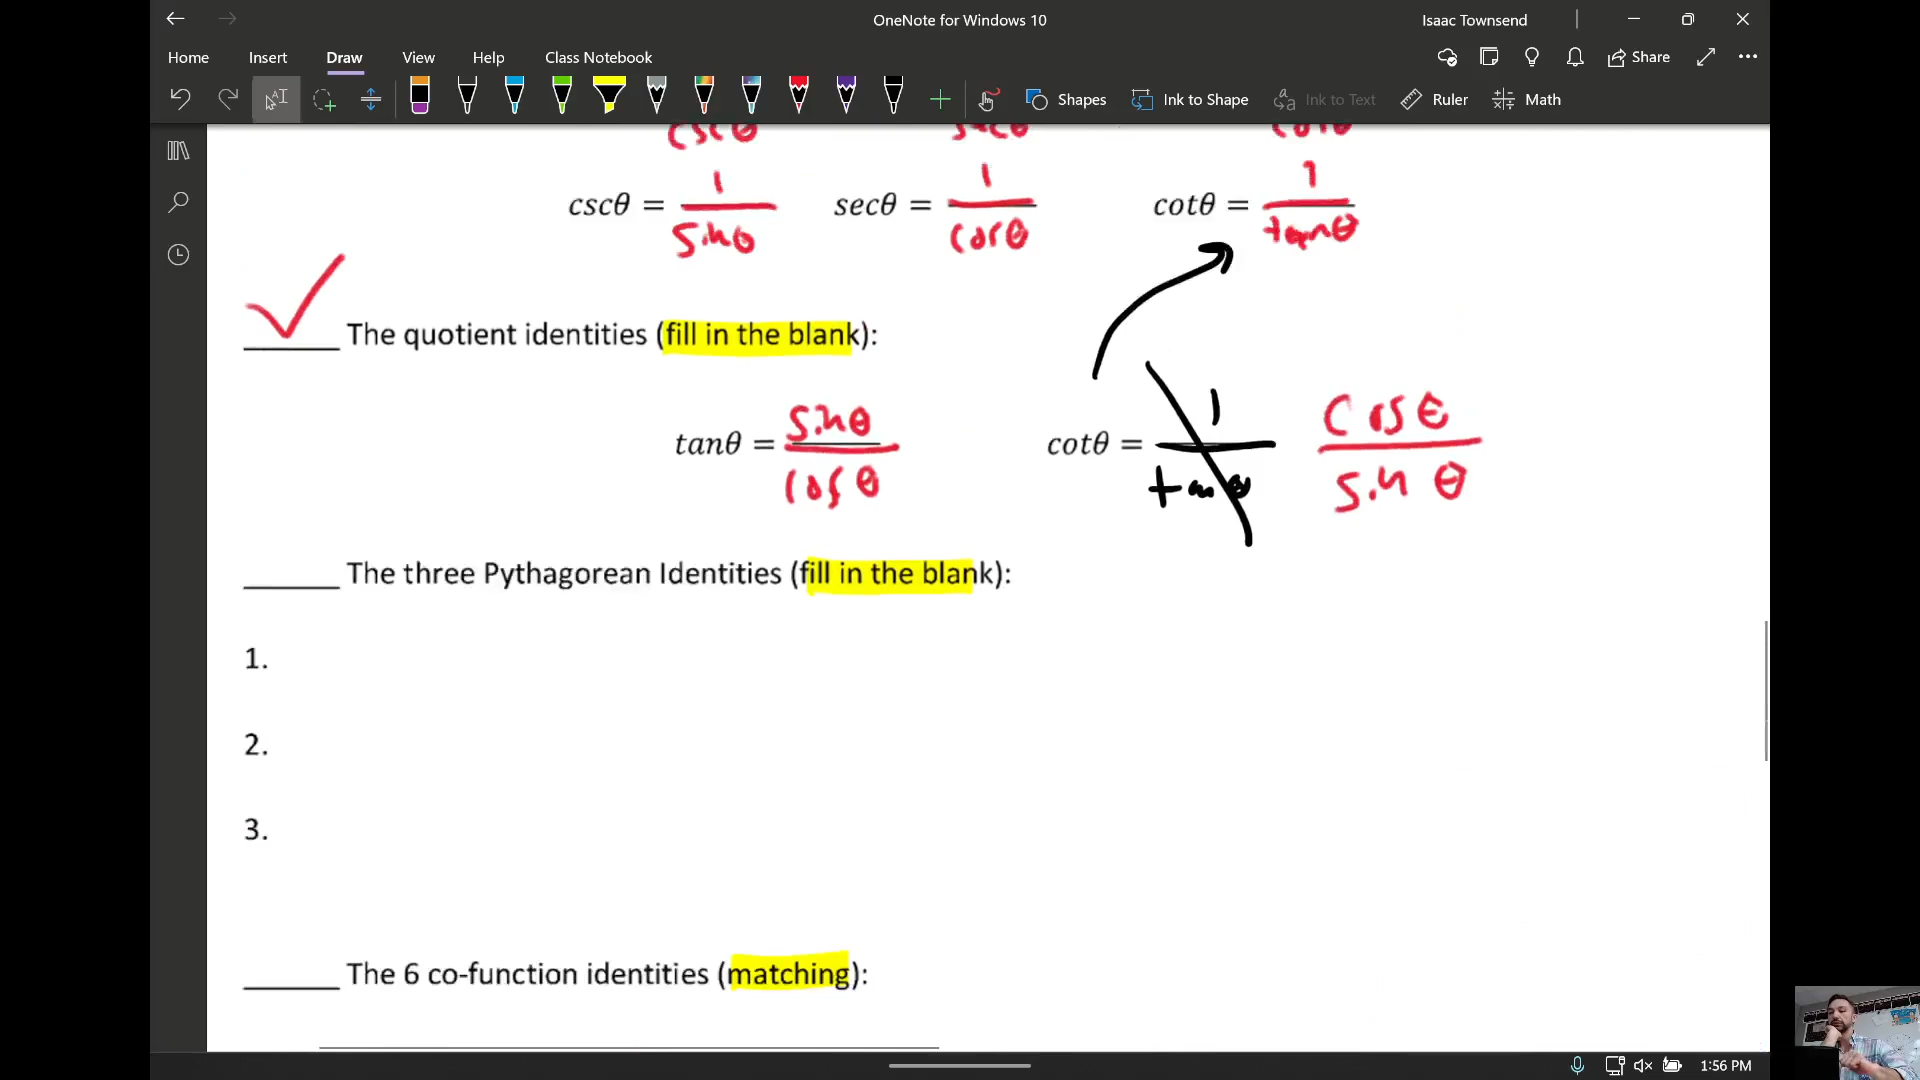 OneNote for Windows 10
Isaac Townsend
Home Insert Draw View Help Class Notebook
Share
Shapes Ink to Shape Ink to Text Ruler Math
cscθ secθ cotθ
cscθ = 1/sinθ secθ = 1/cosθ cotθ = 1/tanθ
The quotient identities (fill in the blank):
tanθ = sinθ/cosθ cotθ = 1/tanθ cosθ/sinθ
The three Pythagorean Identities (fill in the blank):
1.
2.
3.
The 6 co-function identities (matching):
1:56 PM